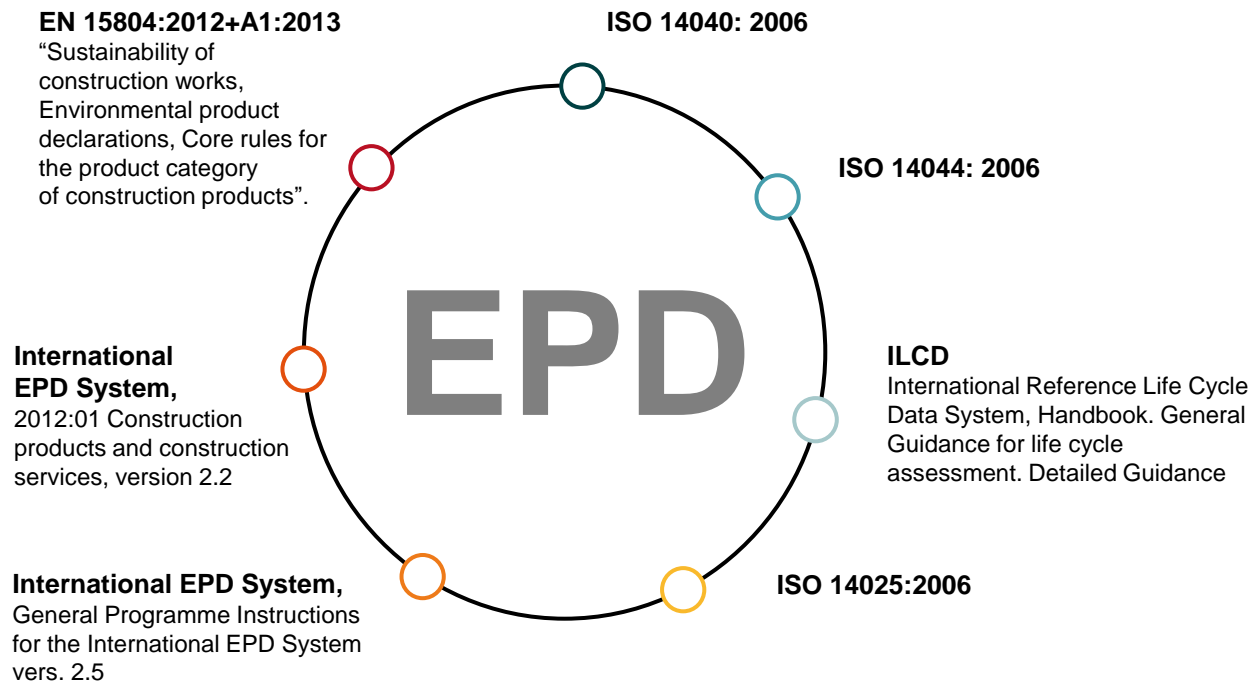 EN 15804:2012+A1:2013
“Sustainability of
construction works,
Environmental product
declarations, Core rules for
the product category
of construction products”.
ISO 14040: 2006
ISO 14044: 2006
EPD
International
EPD System,
2012:01 Construction
products and construction
services, version 2.2
ILCD
International Reference Life Cycle
Data System, Handbook. General
Guidance for life cycle
assessment. Detailed Guidance
International EPD System,
General Programme Instructions
for the International EPD System
vers. 2.5
ISO 14025:2006